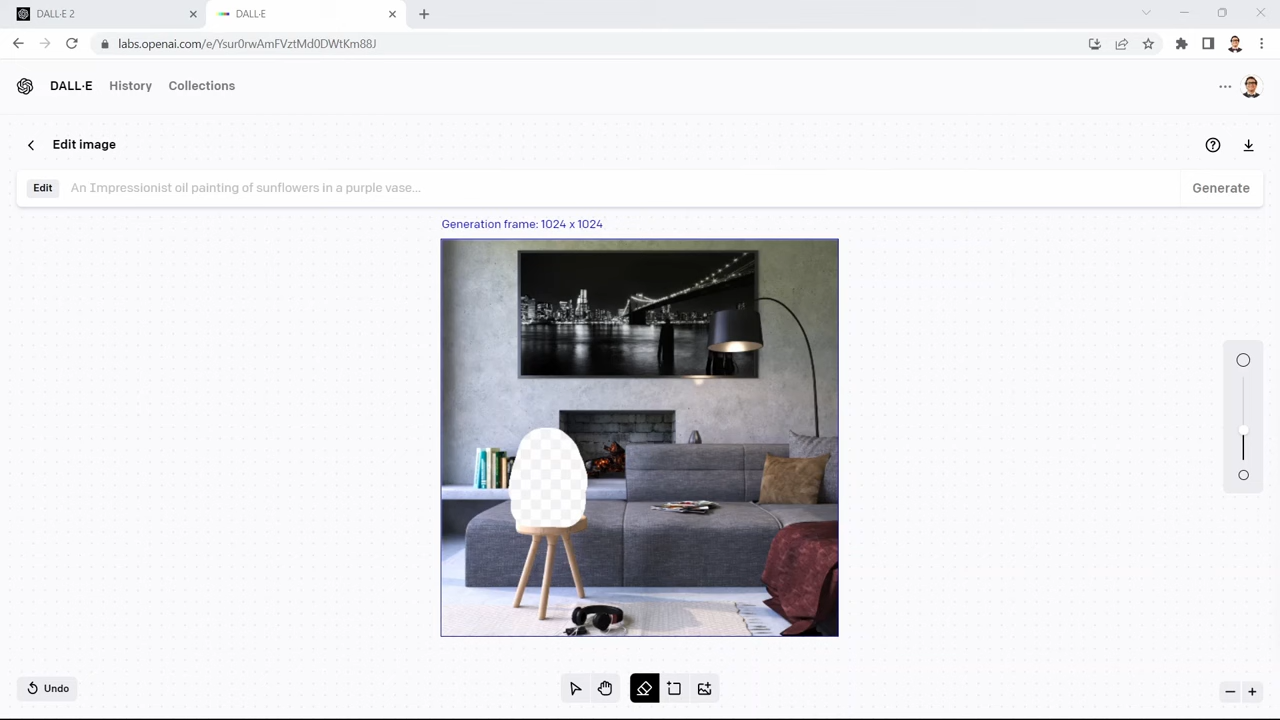 DALL·E 2
DALL·E
labs.openai.com/e/Ysur0rwAmFVztMd0DWtKm88J
DALL·E History Collections
Edit image
Edit An Impressionist oil painting of sunflowers in a purple vase... Generate
Generation frame: 1024 x 1024
Undo